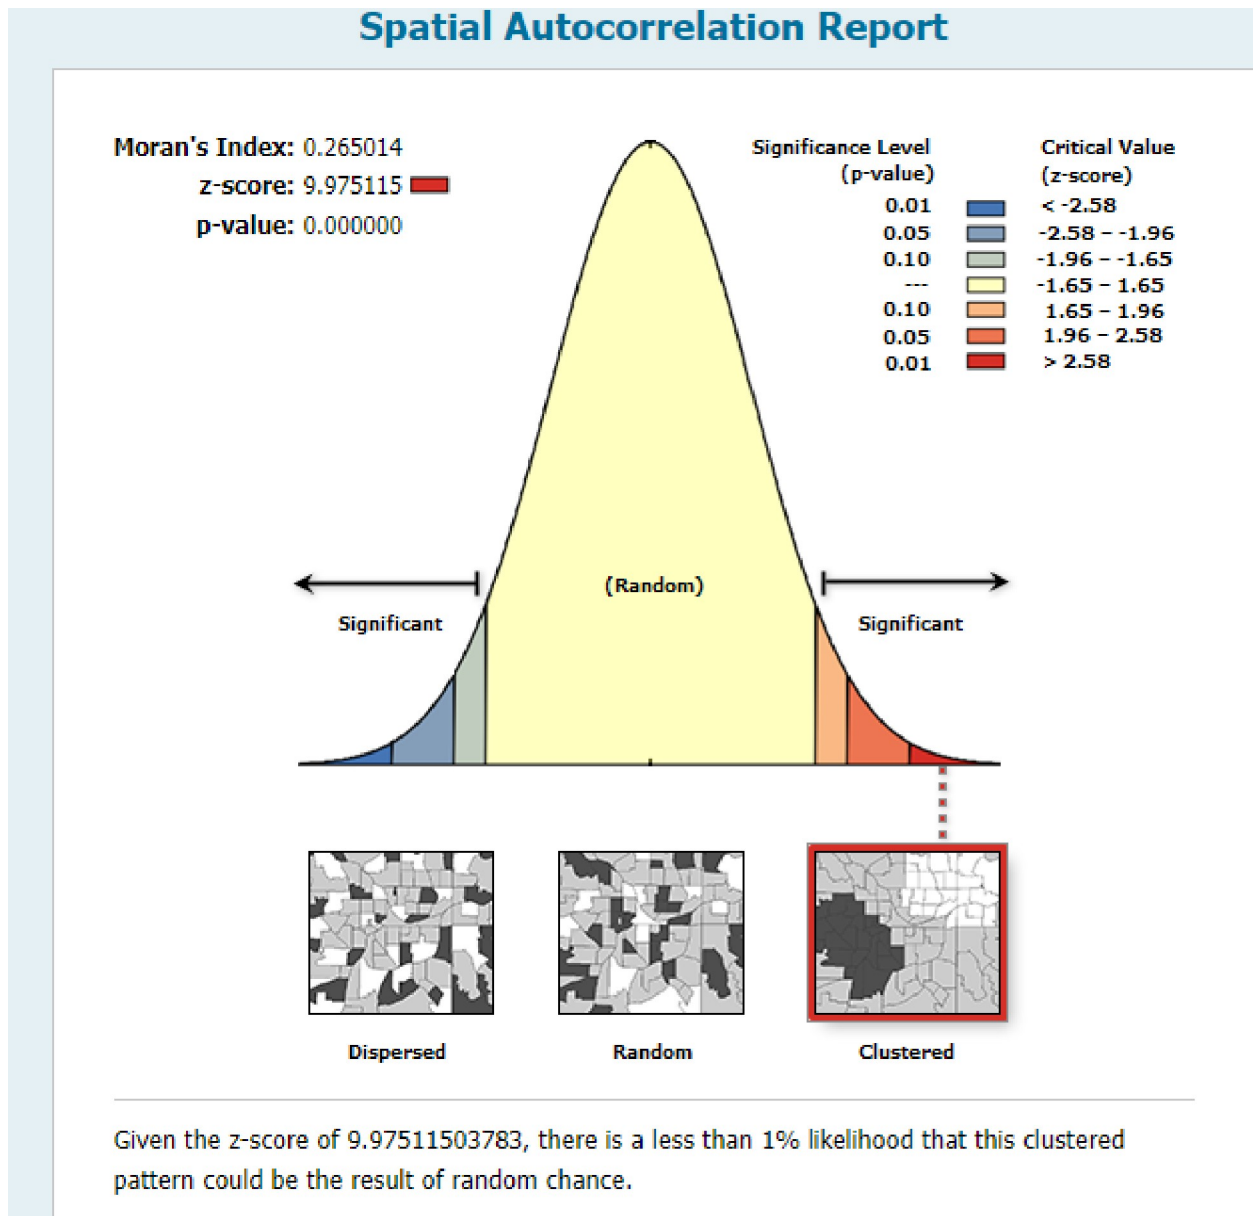 Spatial Autocorrelation Report
Moran's Index: 0.265014
z-score: 9.975115
p-value: 0.000000
Significance Level
(p-value)
Critical Value
(z-score)
0.01 < -2.58
0.05 -2.58 – -1.96
0.10 -1.96 – -1.65
--- -1.65 – 1.65
0.10 1.65 – 1.96
0.05 1.96 – 2.58
0.01 > 2.58
(Random)
Significant
Significant
Dispersed
Random
Clustered
Given the z-score of 9.97511503783, there is a less than 1% likelihood that this clustered
pattern could be the result of random chance.